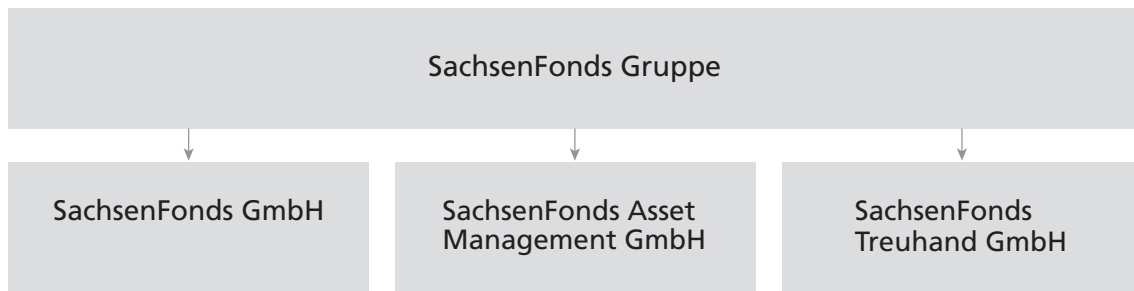 SachsenFonds Gruppe
SachsenFonds GmbH
SachsenFonds Asset
Management GmbH
SachsenFonds
Treuhand GmbH